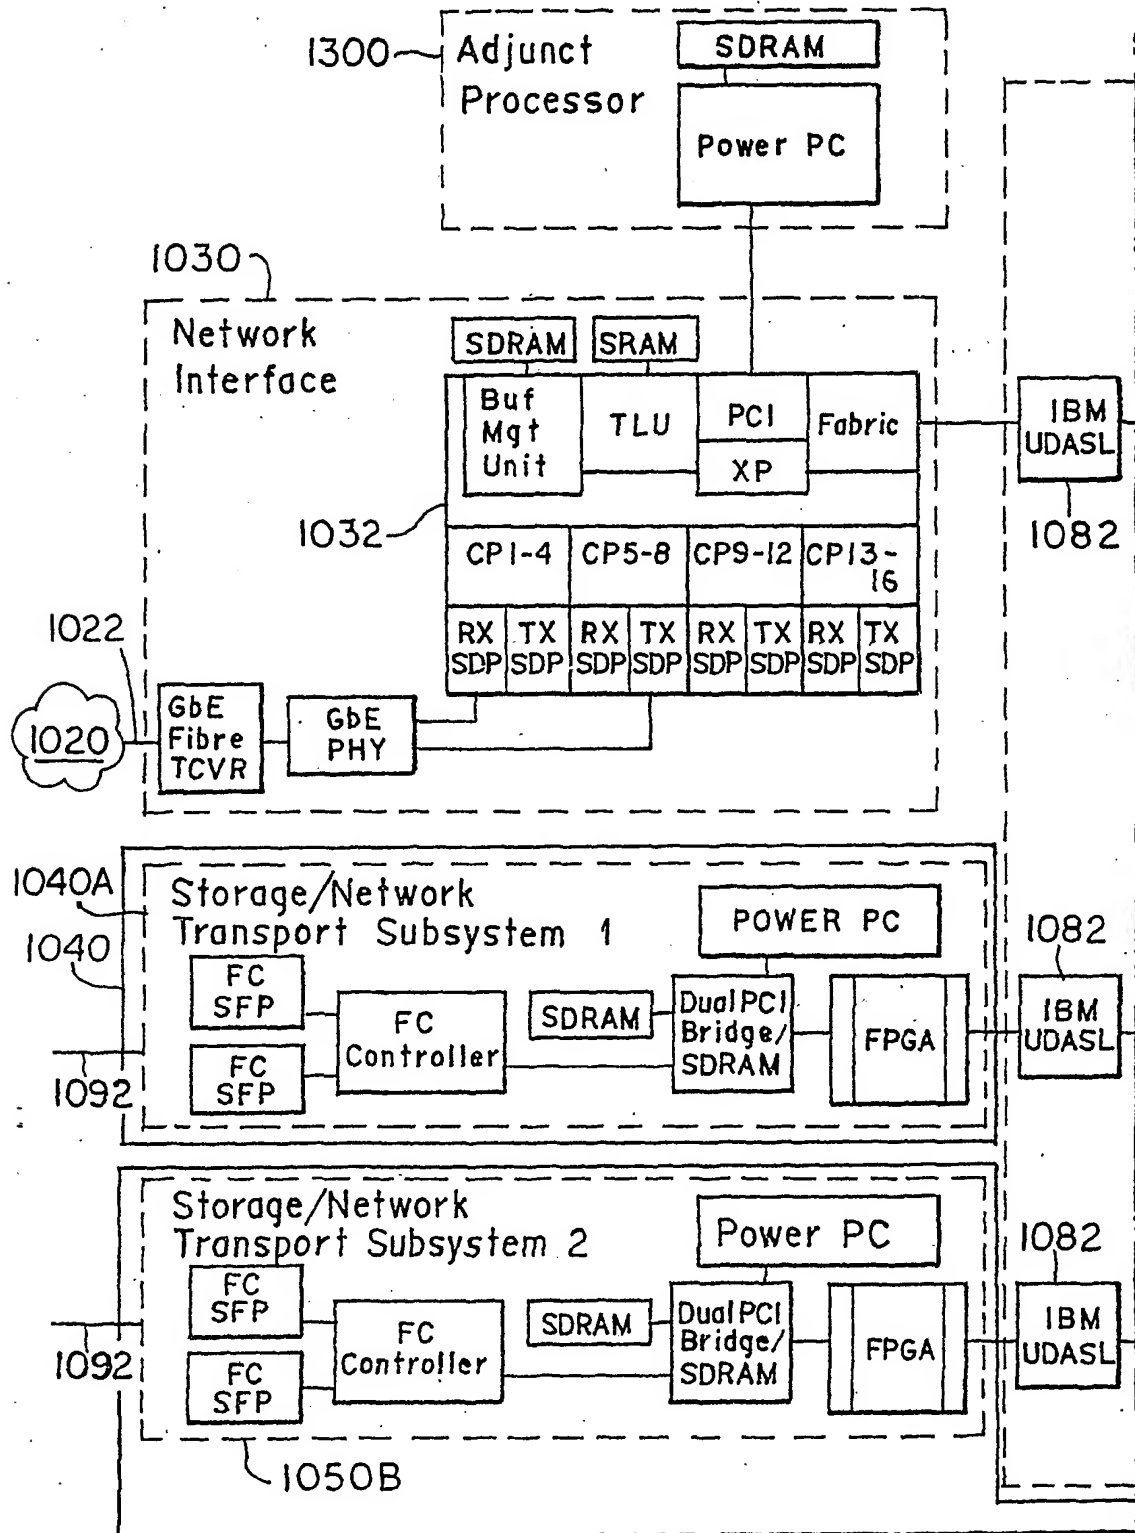 1300
Adjunct
Processor
SDRAM
Power PC
1030
Network
Interface
SDRAM
SRAM
Buf
Mgt
Unit
TLU
PCI
XP
Fabric
IBM
UDASL
1082
1032
CP1-4
CP5-8
CP9-12
CP13-
16
RX
SDP
TX
SDP
RX
SDP
TX
SDP
RX
SDP
TX
SDP
RX
SDP
TX
SDP
1022
1020
GbE
Fibre
TCVR
GbE
PHY
1040A
1040
Storage/Network
Transport Subsystem 1
POWER PC
FC
SFP
FC
SFP
FC
Controller
SDRAM
Dual PCI
Bridge/
SDRAM
FPGA
1082
IBM
UDASL
1092
Storage/Network
Transport Subsystem 2
Power PC
FC
SFP
FC
SFP
FC
Controller
SDRAM
Dual PCI
Bridge/
SDRAM
FPGA
1082
IBM
UDASL
1092
1050B